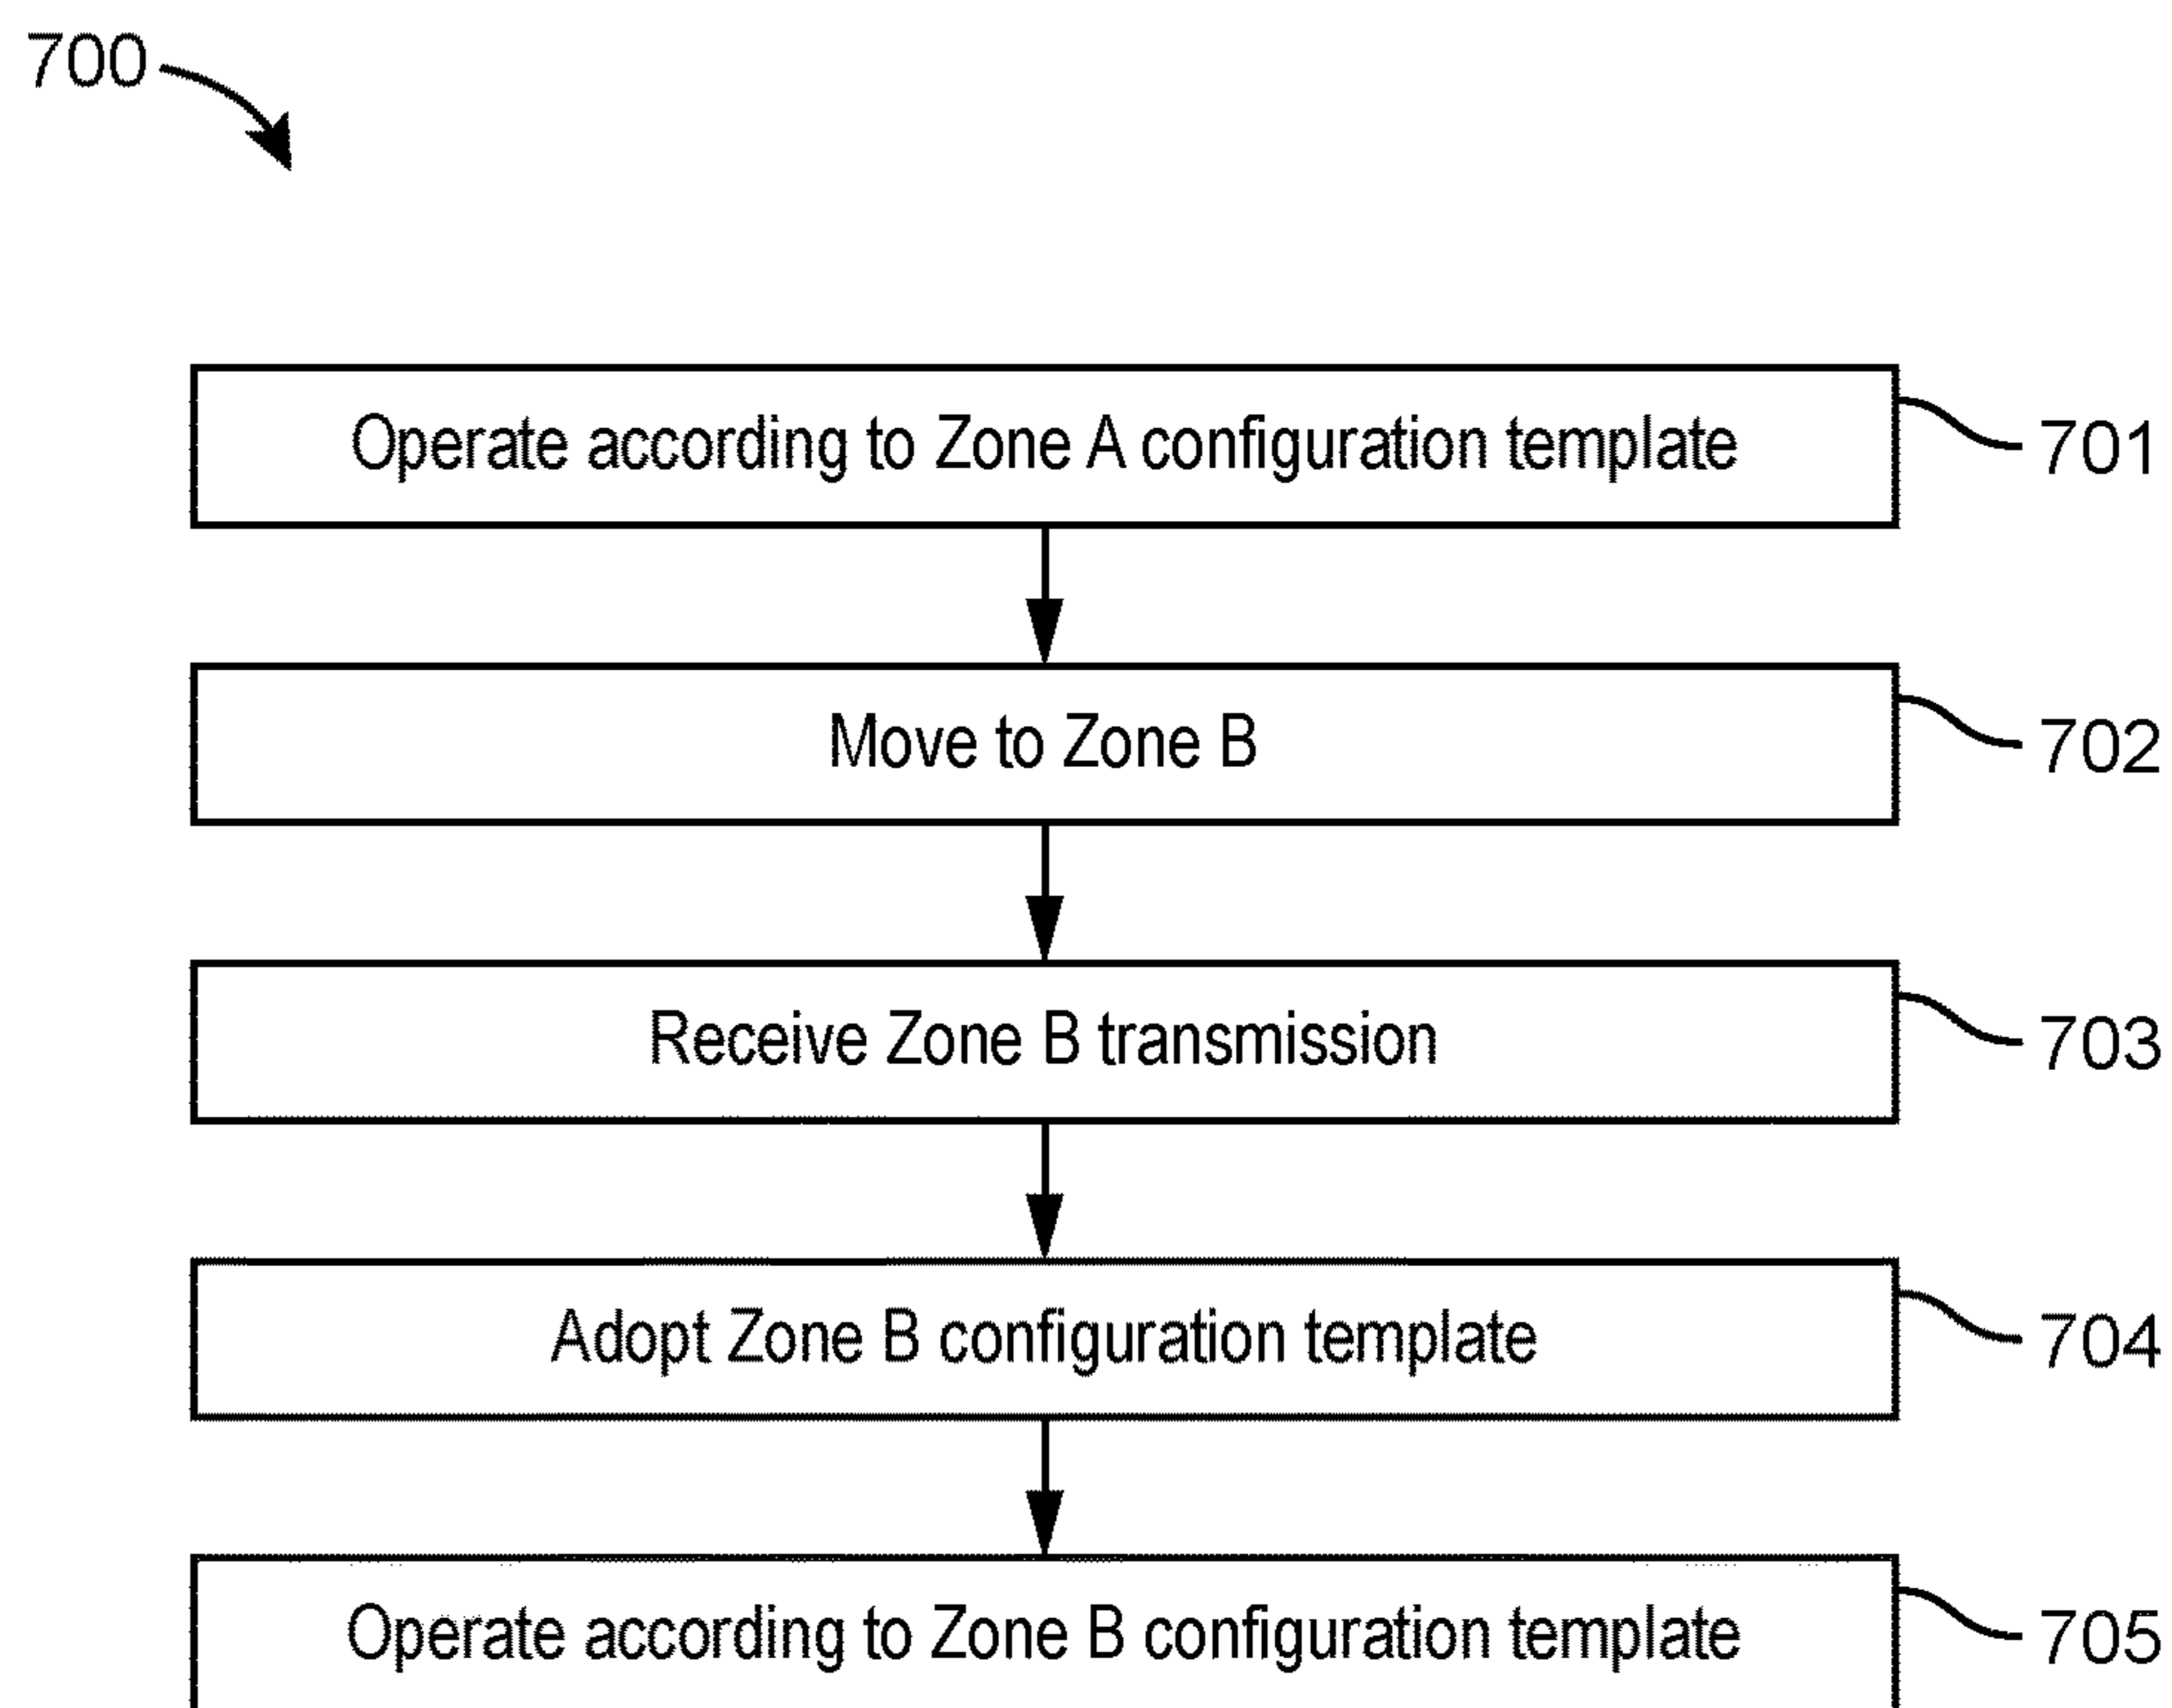 700
Operate according to Zone A configuration template
701
Move to Zone B
702
Receive Zone B transmission
703
Adopt Zone B configuration template
704
Operate according to Zone B configuration template
705